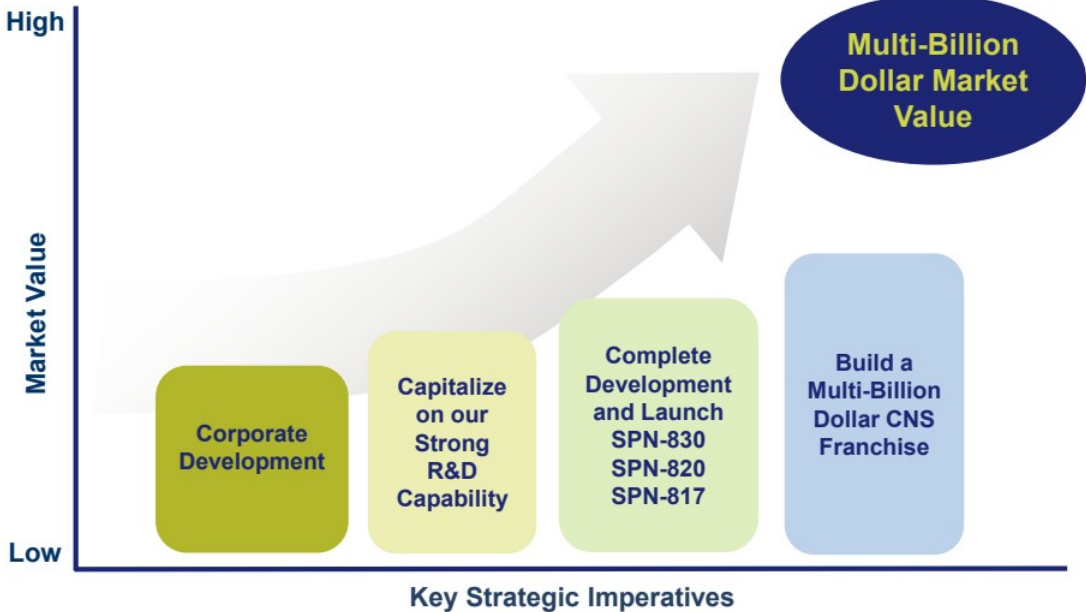 High
Multi-Billion
Dollar Market
Value
Market Value
Corporate
Development
Capitalize
on our
Strong
R&D
Capability
Complete
Development
and Launch
SPN-830
SPN-820
SPN-817
Build a
Multi-Billion
Dollar CNS
Franchise
Low
Key Strategic Imperatives